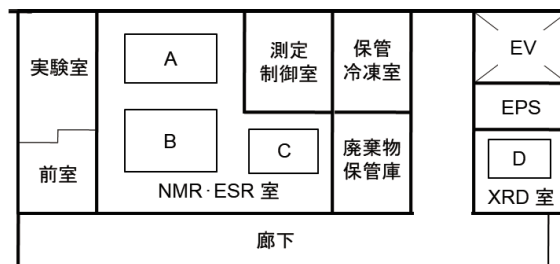 実験室
A
測定
制御室
保管
冷凍室
EV
EPS
前室
B
C
廃棄物
保管庫
D
NMR·ESR 室
XRD 室
廊下